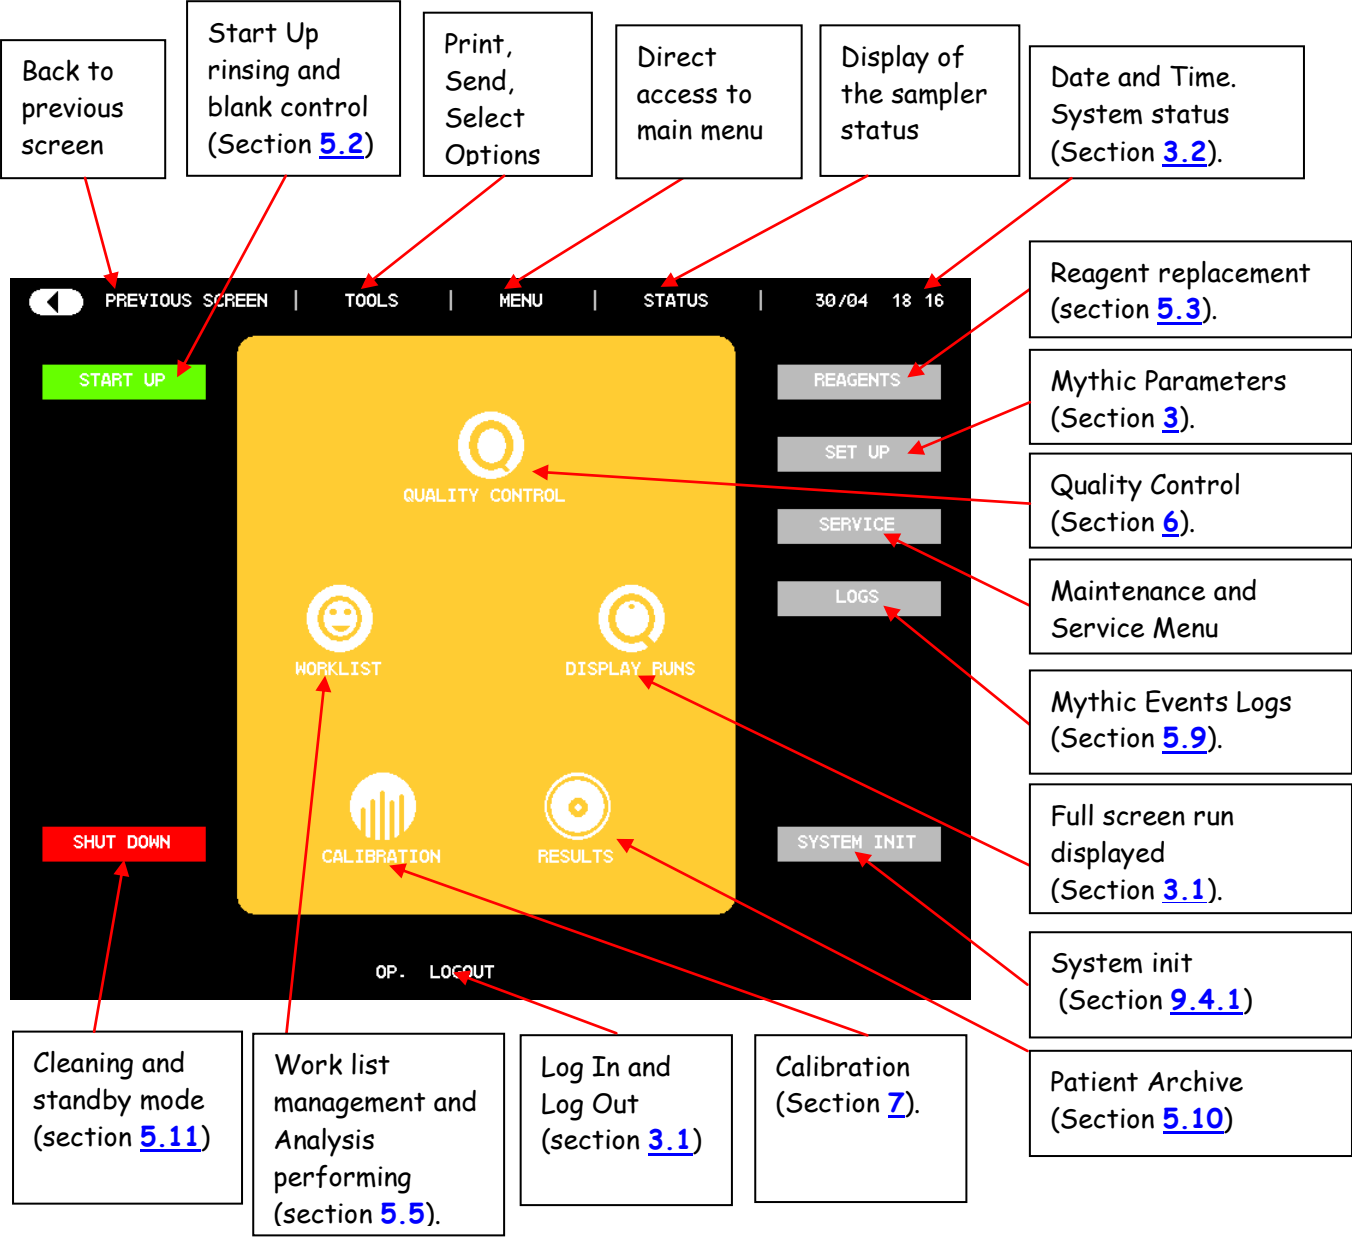 Back to
previous
screen
Start Up
rinsing and
blank control
(Section 5.2)
Print,
Send,
Select
Options
Direct
access to
main menu
Display of
the sampler
status
Date and Time.
System status
(Section 3.2).
PREVIOUS SCREEN | TOOLS | MENU | STATUS | 30/04 18 16
START UP
QUALITY CONTROL
WORKLIST
DISPLAY RUNS
CALIBRATION
RESULTS
SHUT DOWN
REAGENTS
SET UP
SERVICE
LOGS
SYSTEM INIT
OP. LOGOUT
Reagent replacement
(section 5.3).
Mythic Parameters
(Section 3).
Quality Control
(Section 6).
Maintenance and
Service Menu
Mythic Events Logs
(Section 5.9).
Full screen run
displayed
(Section 3.1).
System init
(Section 9.4.1)
Patient Archive
(Section 5.10)
Cleaning and
standby mode
(section 5.11)
Work list
management and
Analysis
performing
(section 5.5).
Log In and
Log Out
(section 3.1)
Calibration
(Section 7).